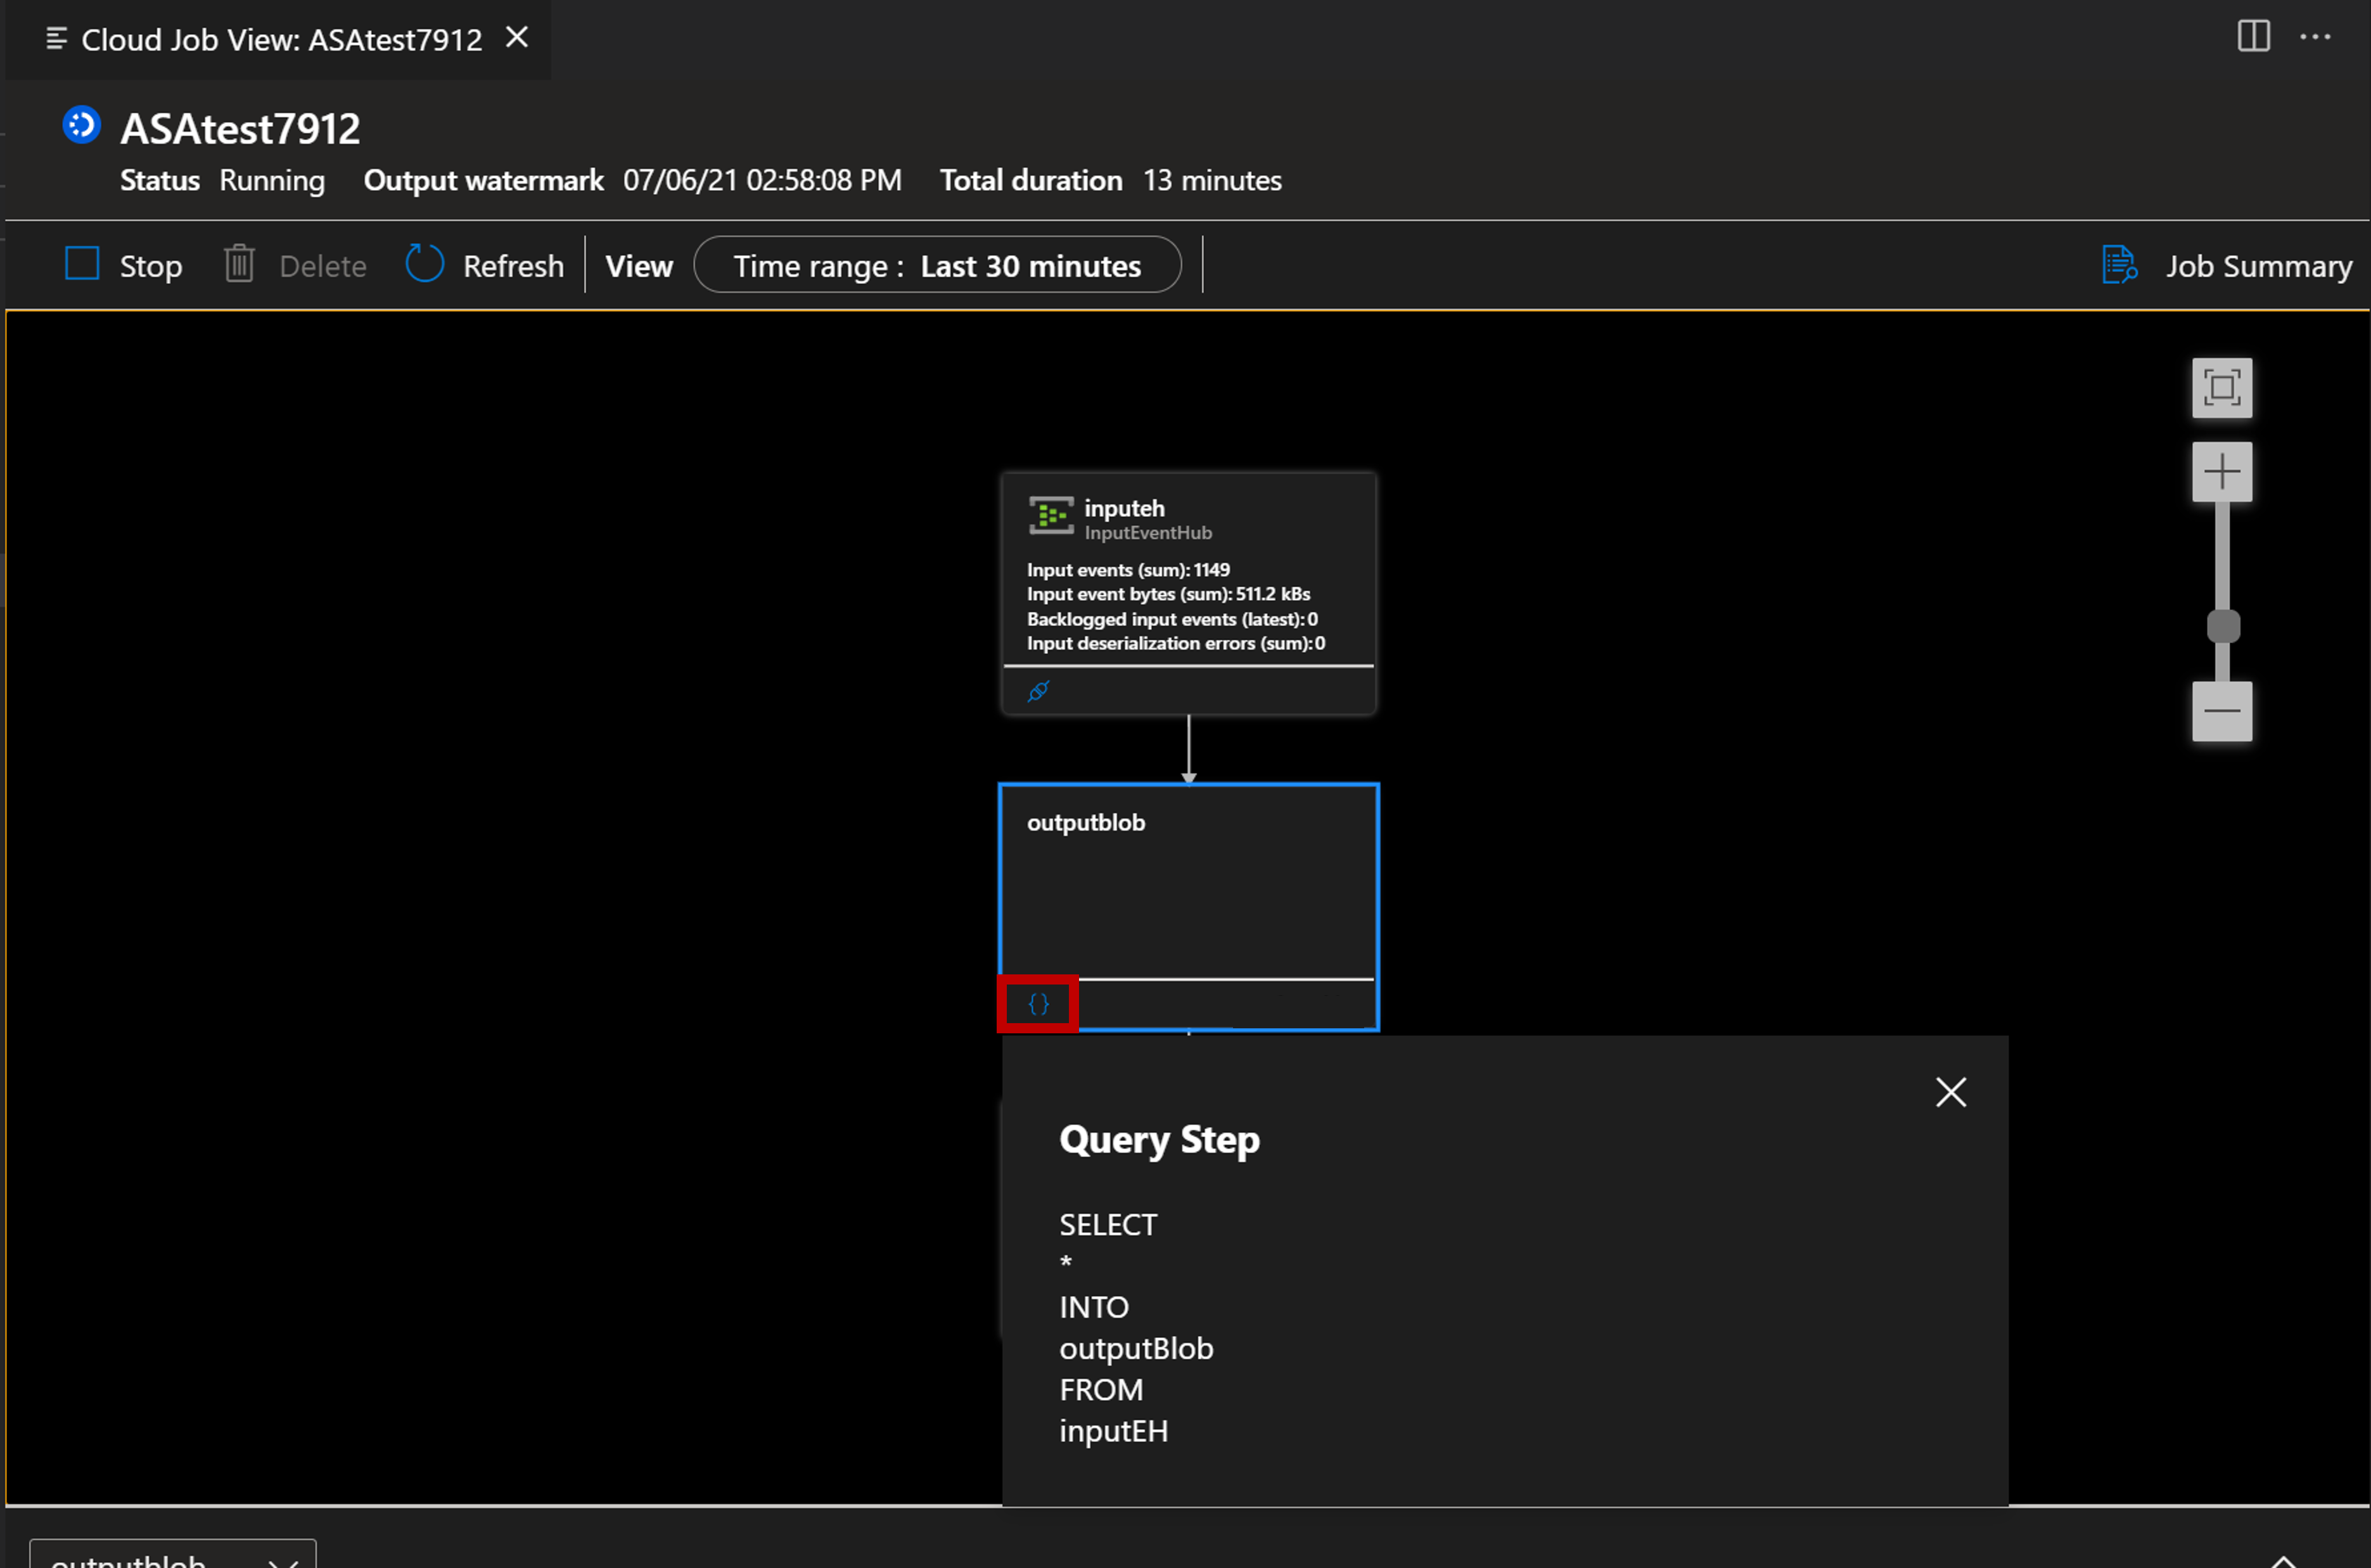 Cloud Job View: ASAtest7912
ASAtest7912
Status Running Output watermark 07/06/21 02:58:08 PM Total duration 13 minutes
Stop Delete Refresh View Time range : Last 30 minutes Job Summary
inputeh
InputEventHub
Input events (sum): 1149
Input event bytes (sum): 511.2 kBs
Backlogged input events (latest): 0
Input deserialization errors (sum): 0
outputblob
{}
Query Step
SELECT
*
INTO
outputBlob
FROM
inputEH
outputblob